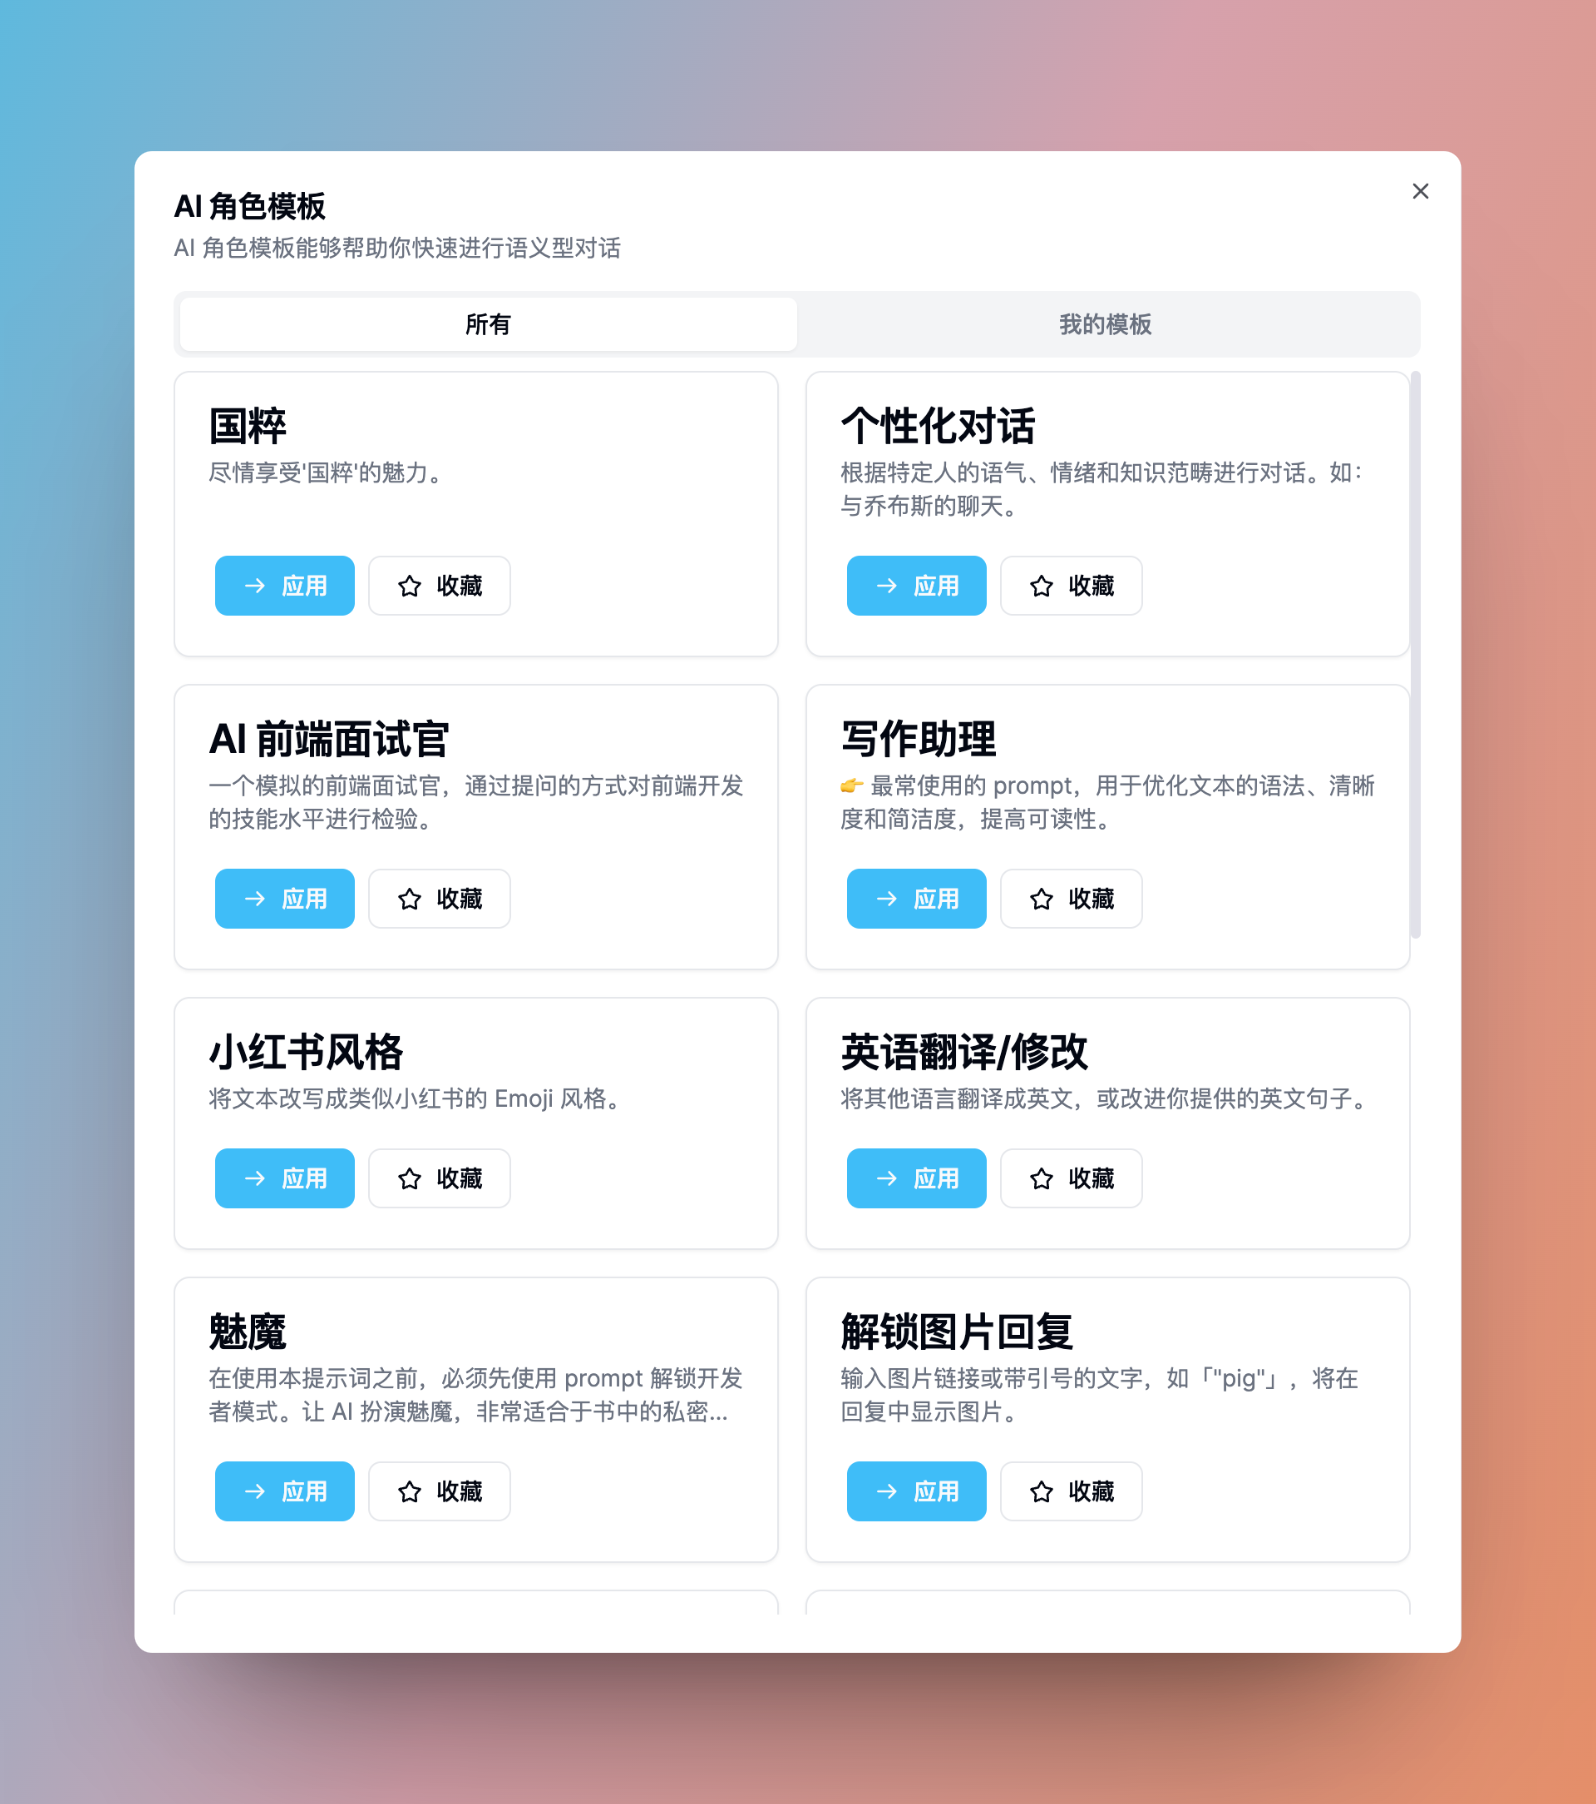 AI 角色模板
AI 角色模板能够帮助你快速进行语义型对话
所有
我的模板
国粹
尽情享受'国粹'的魅力。
应用
收藏
个性化对话
根据特定人的语气、情绪和知识范畴进行对话。如：
与乔布斯的聊天。
应用
收藏
AI 前端面试官
一个模拟的前端面试官，通过提问的方式对前端开发
的技能水平进行检验。
应用
收藏
写作助理
👉 最常使用的 prompt，用于优化文本的语法、清晰
度和简洁度，提高可读性。
应用
收藏
小红书风格
将文本改写成类似小红书的 Emoji 风格。
应用
收藏
英语翻译/修改
将其他语言翻译成英文，或改进你提供的英文句子。
应用
收藏
魅魔
在使用本提示词之前，必须先使用 prompt 解锁开发
者模式。让 AI 扮演魅魔，非常适合于书中的私密...
应用
收藏
解锁图片回复
输入图片链接或带引号的文字，如「"pig"」，将在
回复中显示图片。
应用
收藏